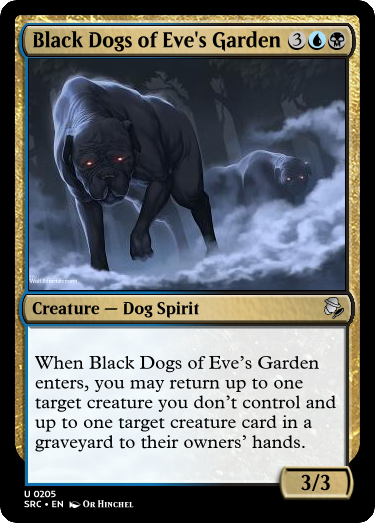 Black Dogs of Eve's Garden 3
Creature — Dog Spirit
When Black Dogs of Eve's Garden
enters, you may return up to one
target creature you don't control and
up to one target creature card in a
graveyard to their owners' hands.
3/3
U 0205
SRC • EN Or Hinchel